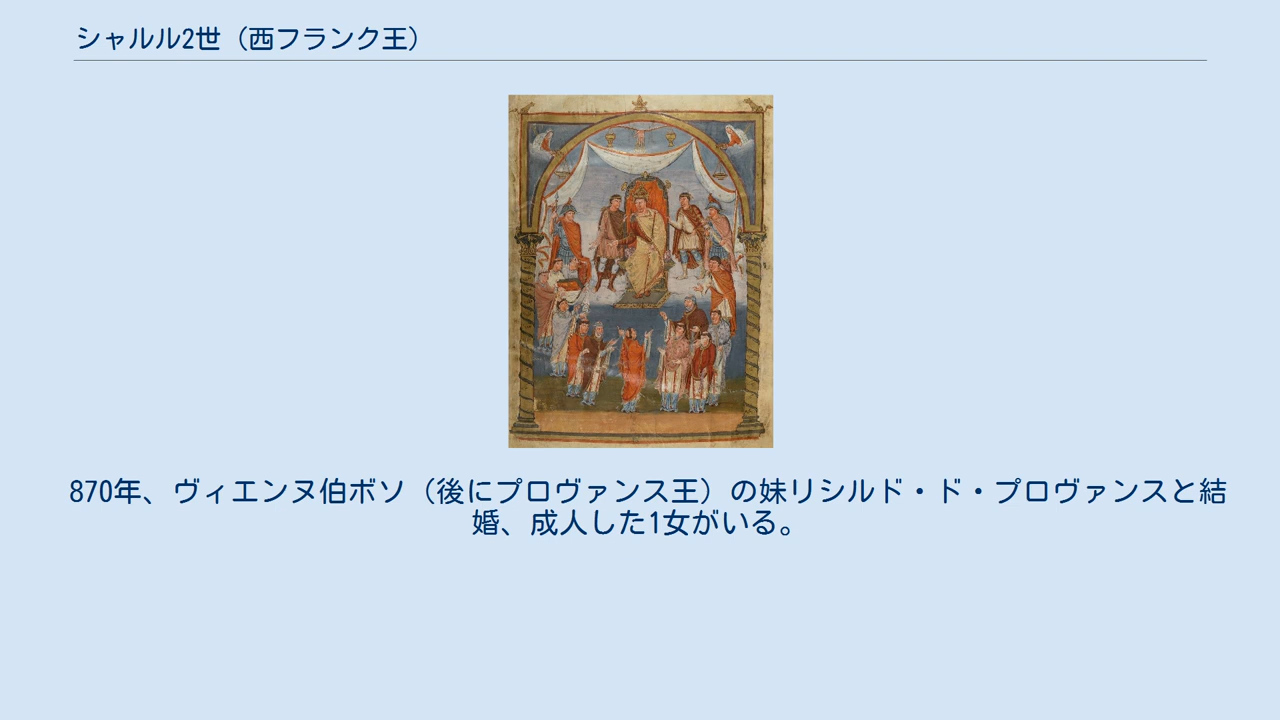 シャルル2世（西フランク王）
870年、ヴィエンヌ伯ボソ（後にプロヴァンス王）の妹リシルド・ド・プロヴァンスと結
婚、成人した1女がいる。